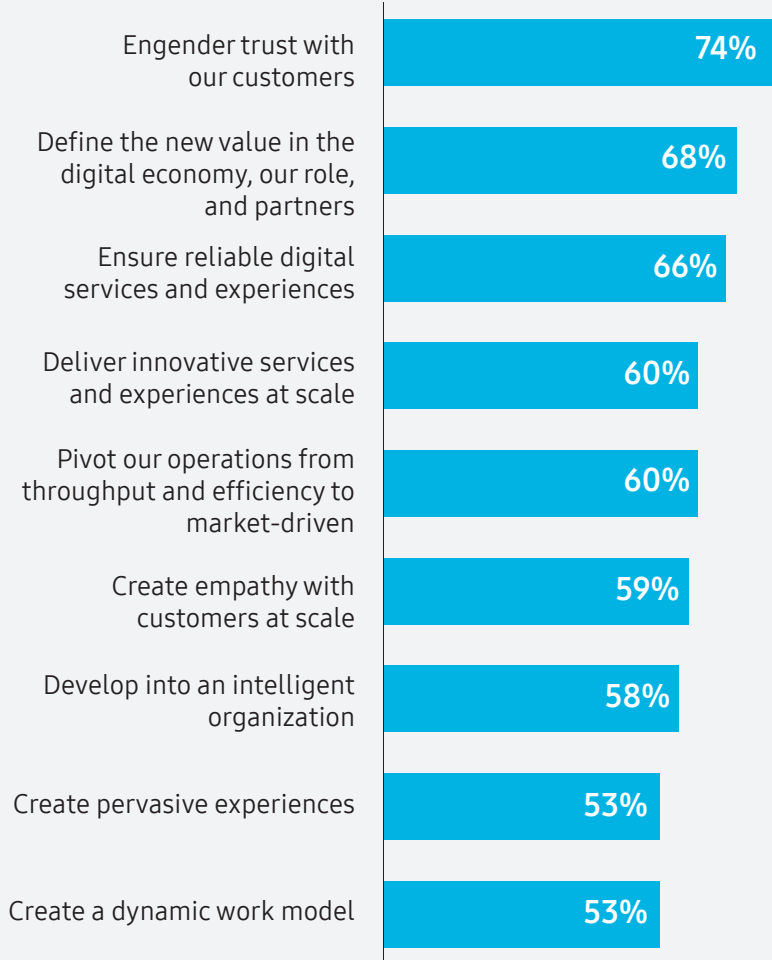 Engender trust with
our customers
74%
Define the new value in the
digital economy, our role,
and partners
68%
Ensure reliable digital
services and experiences
66%
Deliver innovative services
and experiences at scale
60%
Pivot our operations from
throughput and efficiency to
market-driven
60%
Create empathy with
customers at scale
59%
Develop into an intelligent
organization
58%
Create pervasive experiences
53%
Create a dynamic work model
53%